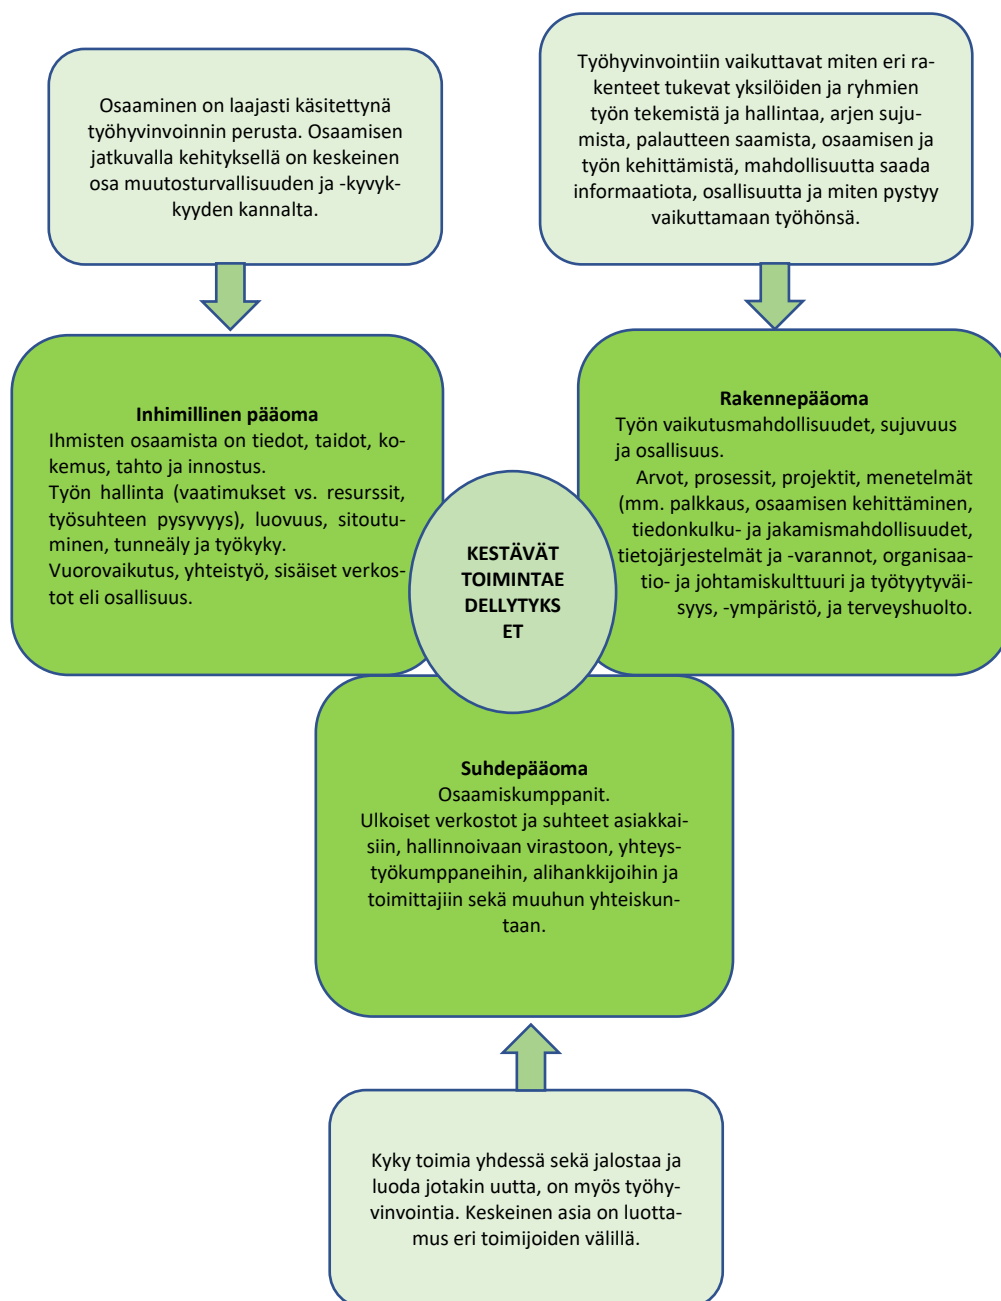 Osaaminen on laajasti käsitettynä
työhyvinvoinnin perusta. Osaamisen
jatkuvalla kehityksellä on keskeinen
osa muutosturvallisuuden ja -kyvyk-
kyyden kannalta.
Työhyvinvointiin vaikuttavat miten eri ra-
kenteet tukevat yksilöiden ja ryhmien
työn tekemistä ja hallintaa, arjen suju-
mista, palautteen saamista, osaamisen ja
työn kehittämistä, mahdollisuutta saada
informaatiota, osallisuutta ja miten pystyy
vaikuttamaan työhönsä.
Inhimillinen pääoma
Ihmisten osaamista on tiedot, taidot, ko-
kemus, tahto ja innostus.
Työn hallinta (vaatimukset vs. resurssit,
työsuhteen pysyvyys), luovuus, sitoutu-
minen, tunneäly ja työkyky.
Vuorovaikutus, yhteistyö, sisäiset verkos-
tot eli osallisuus.
Rakennepääoma
Työn vaikutusmahdollisuudet, sujuvuus
ja osallisuus.
Arvot, prosessit, projektit, menetelmät
(mm. palkkaus, osaamisen kehittäminen,
tiedonkulku- ja jakamismahdollisuudet,
tietojärjestelmät ja -varannot, organisaa-
tio- ja johtamiskulttuuri ja työtyytyväi-
syys, -ympäristö, ja terveyshuolto.
KESTÄVÄT
TOIMINTAE
DELLYTYKS
ET
Suhdepääoma
Osaamiskumppanit.
Ulkoiset verkostot ja suhteet asiakkai-
siin, hallinnoivaan virastoon, yhteys-
työkumppaneihin, alihankkijoihin ja
toimittajiin sekä muuhun yhteiskun-
taan.
Kyky toimia yhdessä sekä jalostaa ja
luoda jotakin uutta, on myös työhy-
vinvointia. Keskeinen asia on luotta-
mus eri toimijoiden välillä.